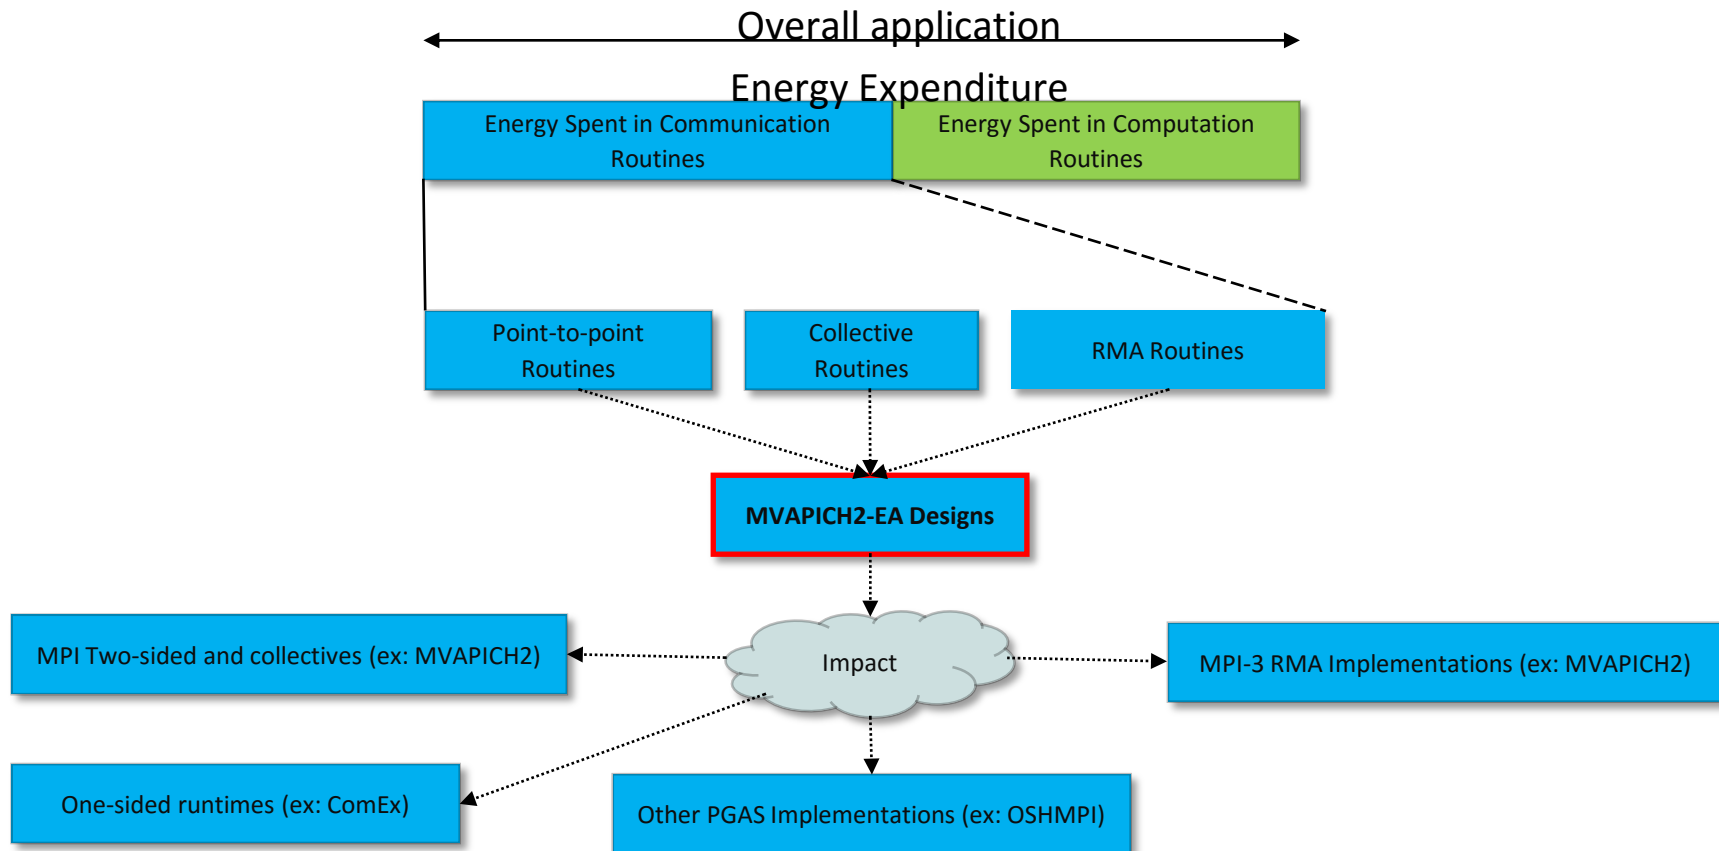 Overall application
Energy Expenditure
Energy Spent in Communication
Routines
Energy Spent in Computation
Routines
Point-to-point
Routines
Collective
Routines
RMA Routines
MVAPICH2-EA Designs
MPI Two-sided and collectives (ex: MVAPICH2)
Impact
MPI-3 RMA Implementations (ex: MVAPICH2)
One-sided runtimes (ex: ComEx)
Other PGAS Implementations (ex: OSHMPI)